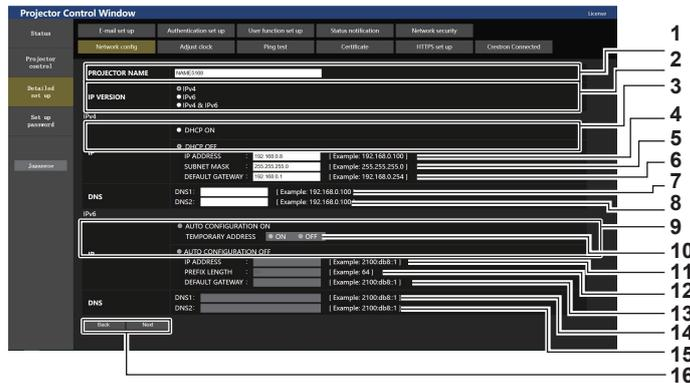 Projector Control Window
License
Status
Projector
control
Detailed
set up
Set up
password
Japanese
E-mail set up
Authentication set up
User function set up
Status notification
Network security
Network config
Adjust clock
Ping test
Certificate
HTTPS set up
Crestron Connected
PROJECTOR NAME
NAME5100
IP VERSION
IPv4
IPv6
IPv4 & IPv6
IPv4
DHCP ON
DHCP OFF
IP
IP ADDRESS : 192.168.0.8 [ Example: 192.168.0.100 ]
SUBNET MASK : 255.255.255.0 [ Example: 255.255.255.0 ]
DEFAULT GATEWAY : 192.168.0.1 [ Example: 192.168.0.254 ]
DNS
DNS1: [ Example: 192.168.0.100
DNS2: [ Example: 192.168.0.100
IPv6
AUTO CONFIGURATION ON
TEMPORARY ADDRESS ON OFF
AUTO CONFIGURATION OFF
IP
IP ADDRESS : [ Example: 2100:db8::1 ]
PREFIX LENGTH : [ Example: 64 ]
DEFAULT GATEWAY : [ Example: 2100:db8::1 ]
DNS
DNS1: [ Example: 2100:db8::1 ]
DNS2: [ Example: 2100:db8::1 ]
Back
Next
1
2
3
4
5
6
7
8
9
10
11
12
13
14
15
16